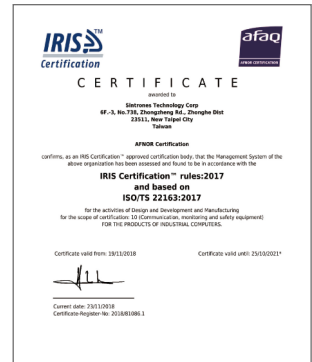 IRIS™
Certification
afaq
AFNOR CERTIFICATION
CERTIFICATE
awarded to
Sintrones Technology Corp
6F.-3, No.738, Zhongzheng Rd., Zhonghe Dist
23511, New Taipel City
Taiwan
AFNOR Certification
confirms, as an IRIS Certification™ approved certification body, that the Management System of the
above organization has been assessed and found to be in accordance with the
IRIS Certification™ rules:2017
and based on
ISO/TS 22163:2017
for the activities of Design and Development and Manufacturing
for the scope of certification: 10 (Communication, monitoring and safety equipment)
FOR THE PRODUCTS OF INDUSTRIAL COMPUTERS.
Certificate valid from: 19/11/2018 Certificate valid until: 25/10/2021*
Current date: 23/11/2018
Certificate-Register-No: 2018/81086.1